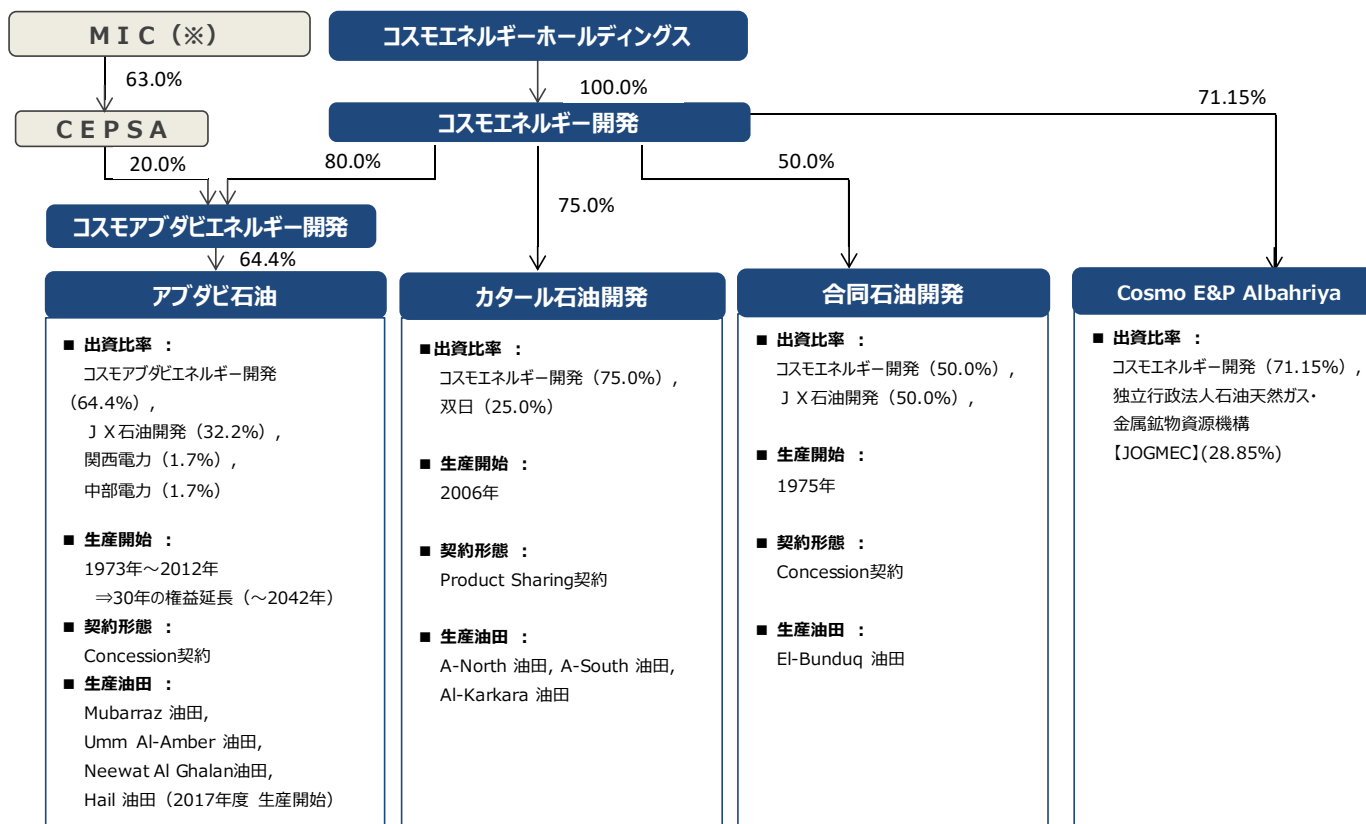 MIC（※）
コスモエネルギーホールディングス
63.0%
100.0%
71.15%
CEPSA
コスモエネルギー開発
20.0%
80.0%
50.0%
75.0%
コスモアブダビエネルギー開発
64.4%
アブダビ石油
■ 出資比率 ：
コスモアブダビエネルギー開発
（64.4%）,
ＪＸ石油開発（32.2%）,
関西電力（1.7%）,
中部電力（1.7%）
■ 生産開始 ：
1973年～2012年
⇒30年の権益延長（～2042年）
■ 契約形態 ：
Concession契約
■ 生産油田 ：
Mubarraz 油田,
Umm Al-Amber 油田,
Neewat Al Ghalan油田,
Hail 油田（2017年度 生産開始）
カタール石油開発
■出資比率 ：
コスモエネルギー開発（75.0%）,
双日（25.0%）
■ 生産開始 ：
2006年
■ 契約形態 ：
Product Sharing契約
■ 生産油田 ：
A-North 油田, A-South 油田,
Al-Karkara 油田
合同石油開発
■ 出資比率 ：
コスモエネルギー開発（50.0%）,
ＪＸ石油開発（50.0%）,
■ 生産開始 ：
1975年
■ 契約形態 ：
Concession契約
■ 生産油田 ：
El-Bunduq 油田
Cosmo E&P Albahriya
■ 出資比率 ：
コスモエネルギー開発（71.15%）,
独立行政法人石油天然ガス・
金属鉱物資源機構
【JOGMEC】(28.85%)